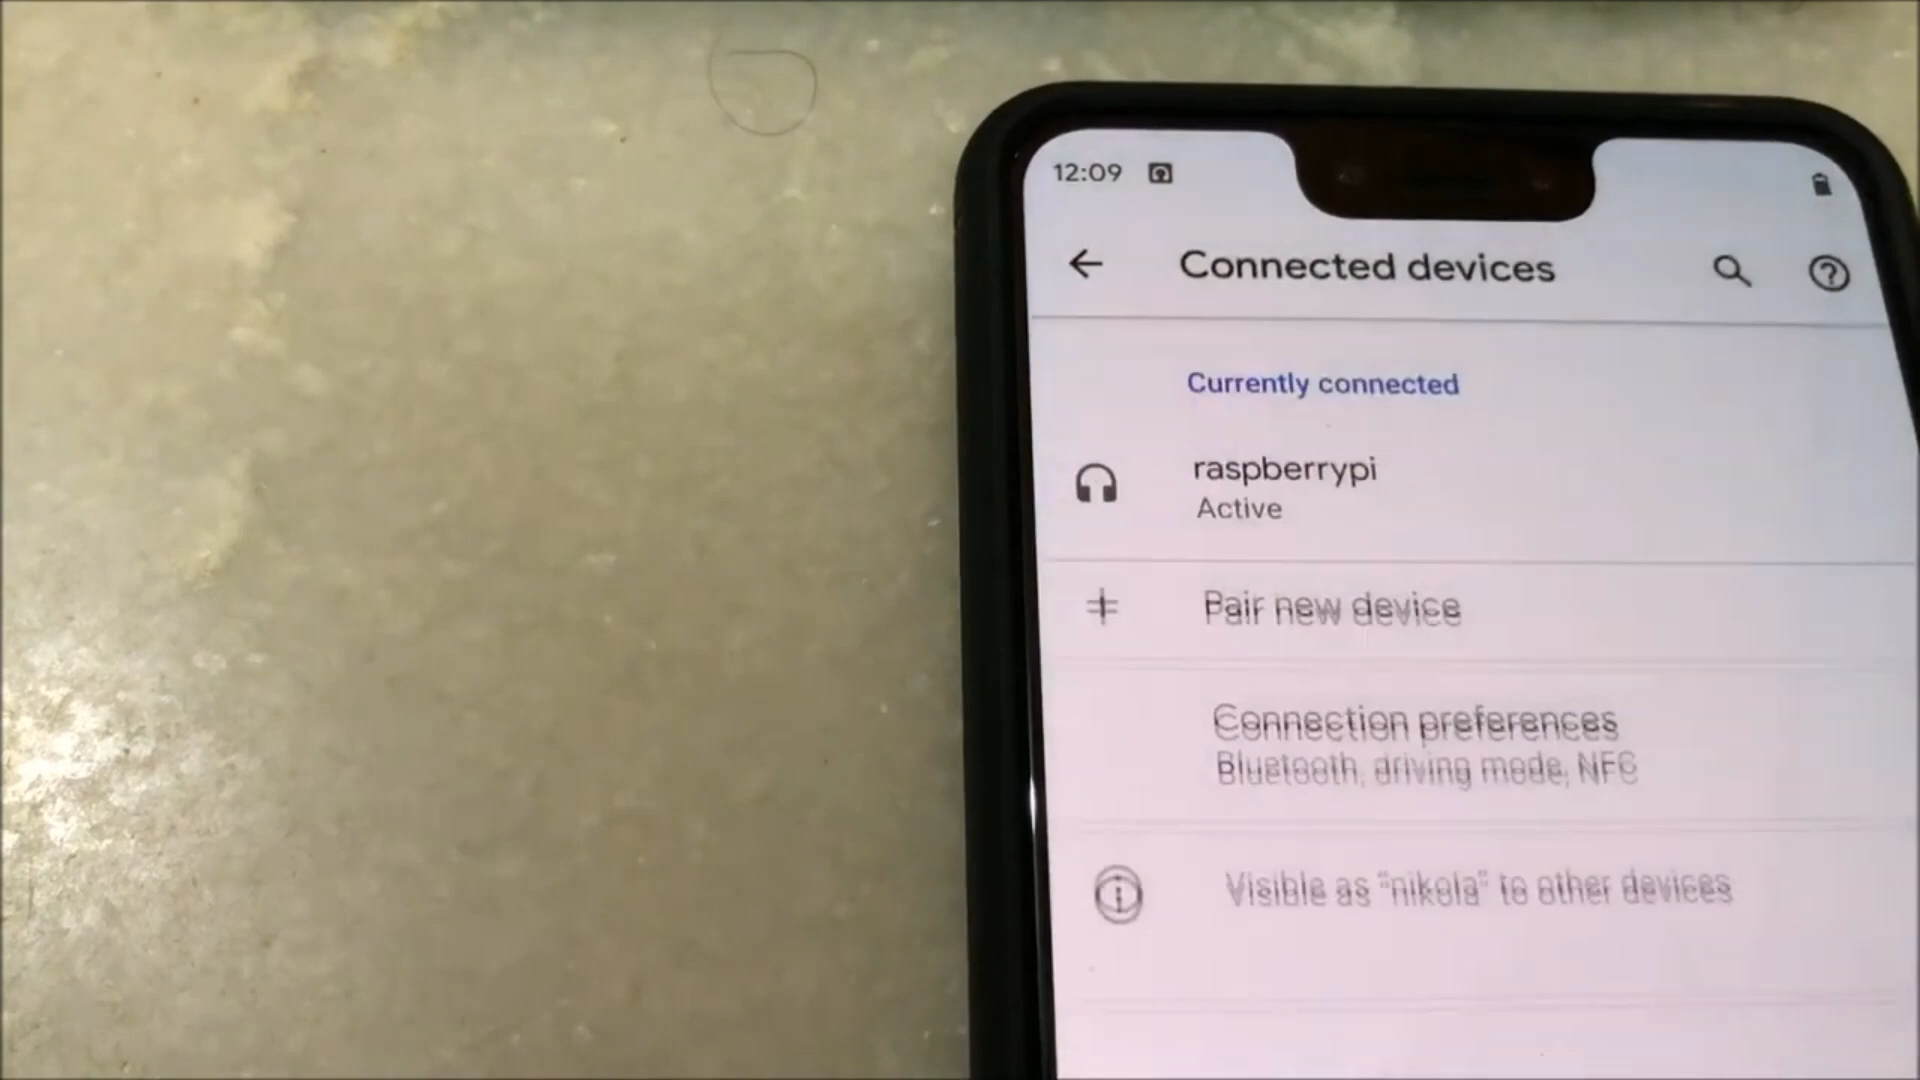 12:09
Connected devices
Currently connected
raspberrypi
Active
Pair new device
Connection preferences
Bluetooth, driving mode, NFC
Visible as "nikola" to other devices